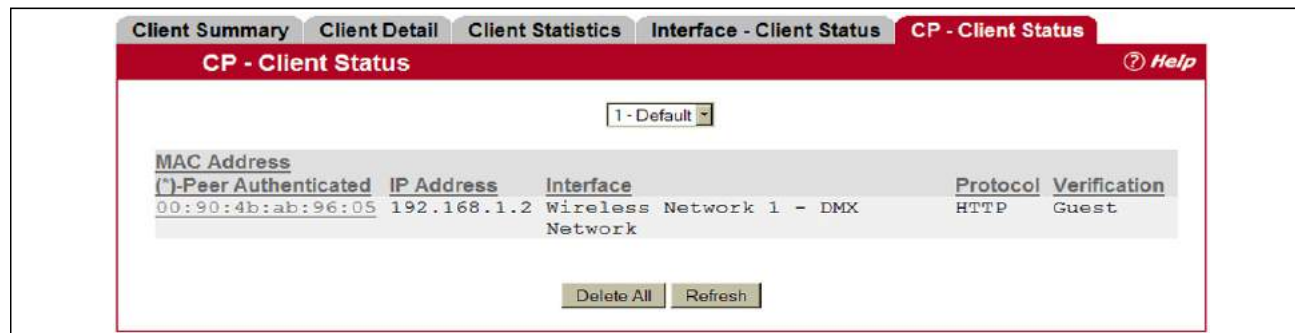 Client Summary Client Detail Client Statistics Interface - Client Status CP - Client Status
CP - Client Status ? Help
1 - Default
MAC Address
(*)-Peer Authenticated IP Address Interface Protocol Verification
00:90:4b:ab:96:05 192.168.1.2 Wireless Network 1 - DMX HTTP Guest
Network
Delete All Refresh